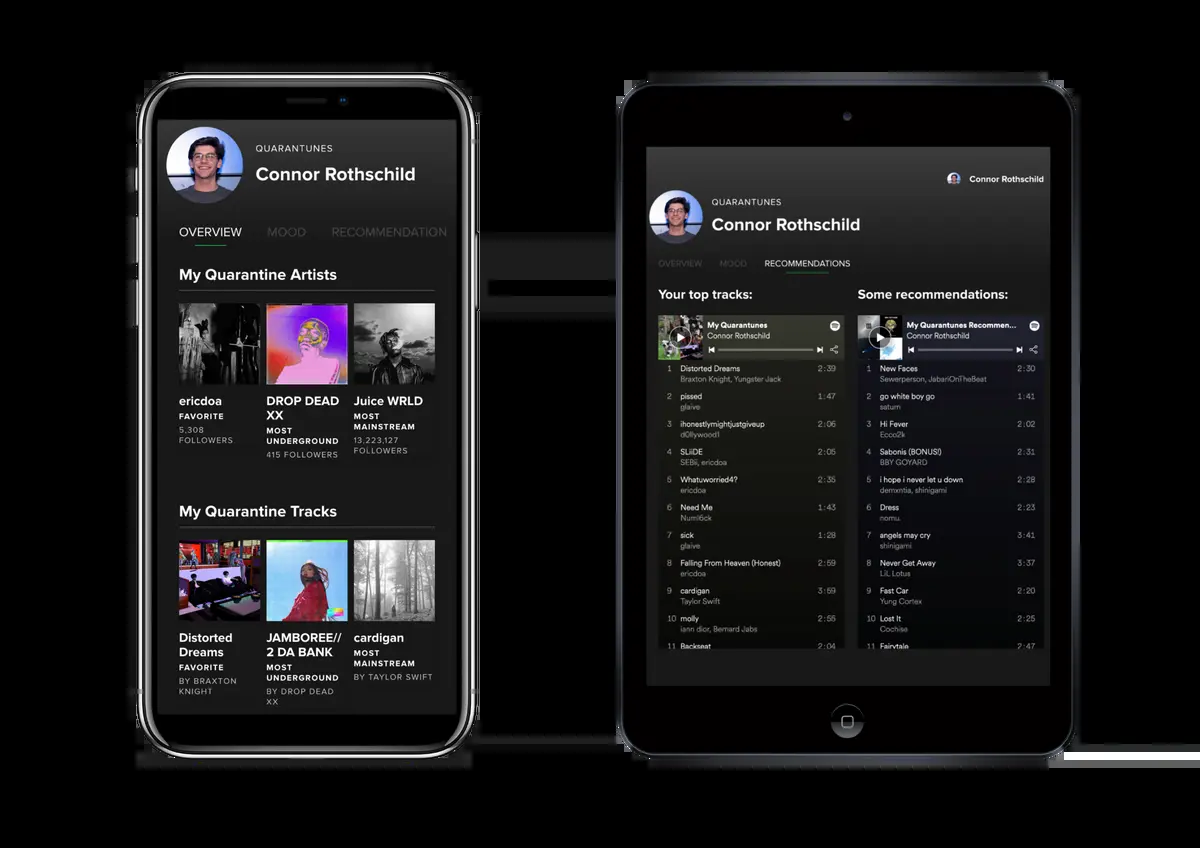 QUARANTUNES
Connor Rothschild
OVERVIEW MOOD RECOMMENDATION
My Quarantine Artists
ericdoa
FAVORITE
5,308
FOLLOWERS
DROP DEAD
XX
MOST
UNDERGROUND
415 FOLLOWERS
Juice WRLD
MOST
MAINSTREAM
13,223,127
FOLLOWERS
My Quarantine Tracks
Distorted
Dreams
FAVORITE
BY BRAXTON
KNIGHT
JAMBOREE//
2 DA BANK
MOST
UNDERGROUND
BY DROP DEAD
XX
cardigan
MOST
MAINSTREAM
BY TAYLOR SWIFT
Connor Rothschild
QUARANTUNES
Connor Rothschild
OVERVIEW MOOD RECOMMENDATIONS
Your top tracks:
My Quarantunes
Connor Rothschild
1 Distorted Dreams 2:39
Braxton Knight, Yungster Jack
2 pissed 1:47
glaive
3 ihonestlymightjustgiveup 2:06
d0llywood1
4 SLiiDE 2:05
SEBii, ericdoa
5 Whatuworried4? 2:35
ericdoa
6 Need Me 1:43
Numl6ck
7 sick 1:28
glaive
8 Falling From Heaven (Honest) 2:59
ericdoa
9 cardigan 3:59
Taylor Swift
10 molly 2:55
iann dior, Bernard Jabs
11 Backseat 2:04
Some recommendations:
My Quarantunes Recommen...
Connor Rothschild
1 New Faces 2:30
Sewerperson, JabariOnTheBeat
2 go white boy go 1:41
saturn
3 Hi Fever 2:02
Ecco2k
4 Sabonis (BONUS!) 2:31
BBY GOYARD
5 i hope i never let u down 2:28
demxntia, shinigami
6 Dress 2:23
nomu
7 angels may cry 3:41
shinigami
8 Never Get Away 3:37
LiL Lotus
9 Fast Car 2:20
Yung Cortex
10 Lost It 2:25
Cochise
11 Fairytale 2:47